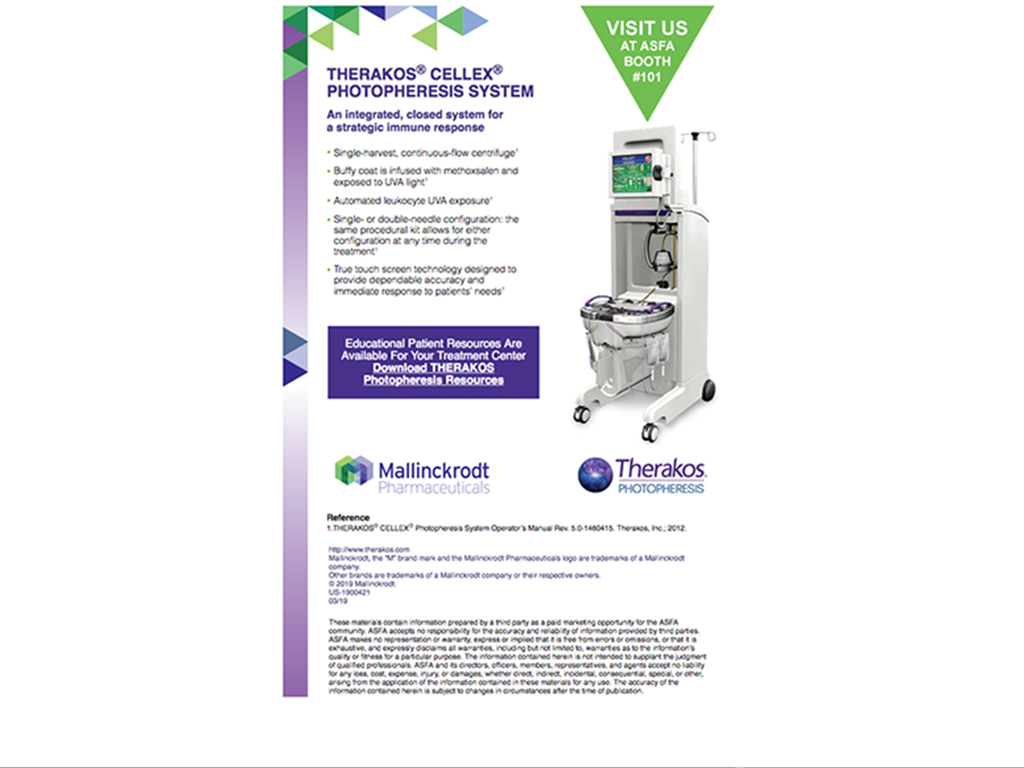 VISIT US
AT ASFA
BOOTH
#101
THERAKOS® CELLEX®
PHOTOPHERESIS SYSTEM
An integrated, closed system for
a strategic immune response
• Single-harvest, continuous-flow centrifuge¹
• Buffy coat is infused with methoxsalen and
exposed to UVA light¹
• Automated leukocyte UVA exposure¹
• Single- or double-needle configuration: the
same procedural kit allows for either
configuration at any time during the
treatment¹
• True touch screen technology designed to
provide dependable accuracy and
immediate response to patients' needs¹
Educational Patient Resources Are
Available For Your Treatment Center
Download THERAKOS
Photopheresis Resources
Mallinckrodt
Pharmaceuticals
Therakos®
PHOTOPHERESIS
Reference
1.THERAKOS® CELLEX® Photopheresis System Operator's Manual Rev. 5.0-1460415. Therakos, Inc.; 2012.
http://www.therakos.com
Mallinckrodt, the "M" brand mark and the Mallinckrodt Pharmaceuticals logo are trademarks of a Mallinckrodt
company.
Other brands are trademarks of a Mallinckrodt company or their respective owners.
© 2019 Mallinckrodt.
US-1900421
03/19
These materials contain information prepared by a third party as a paid marketing opportunity for the ASFA
community. ASFA accepts no responsibility for the accuracy and reliability of information provided by third parties.
ASFA makes no representation or warranty, express or implied that it is free from errors or omissions, or that it is
exhaustive, and expressly disclaims all warranties, including but not limited to, warranties as to the information's
quality or fitness for a particular purpose. The information contained herein is not intended to supplant the judgment
of qualified professionals. ASFA and its directors, officers, members, representatives, and agents accept no liability
for any loss, cost, expense, injury, or damages, whether direct, indirect, incidental, consequential, special, or other,
arising from the application of the information contained in these materials for any use. The accuracy of the
information contained herein is subject to changes in circumstances after the time of publication.